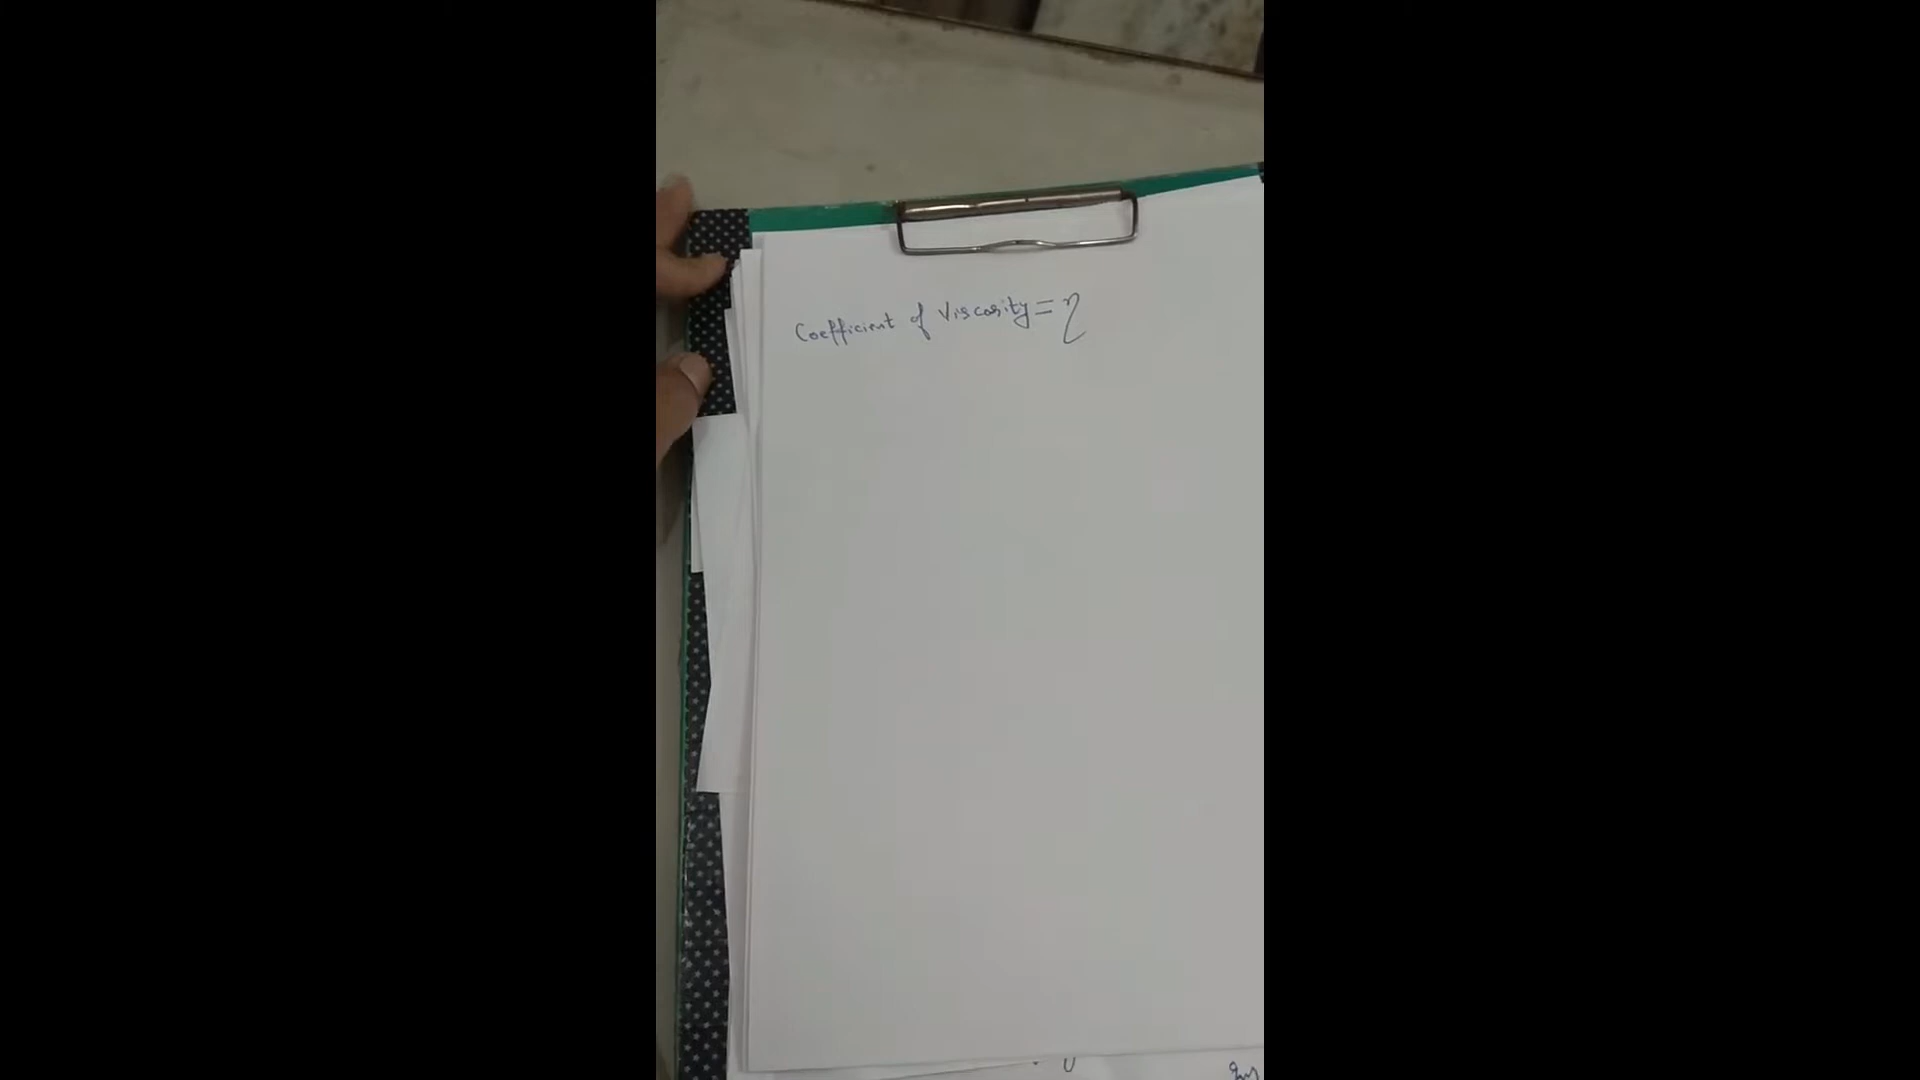 Coefficient of Viscosity = η